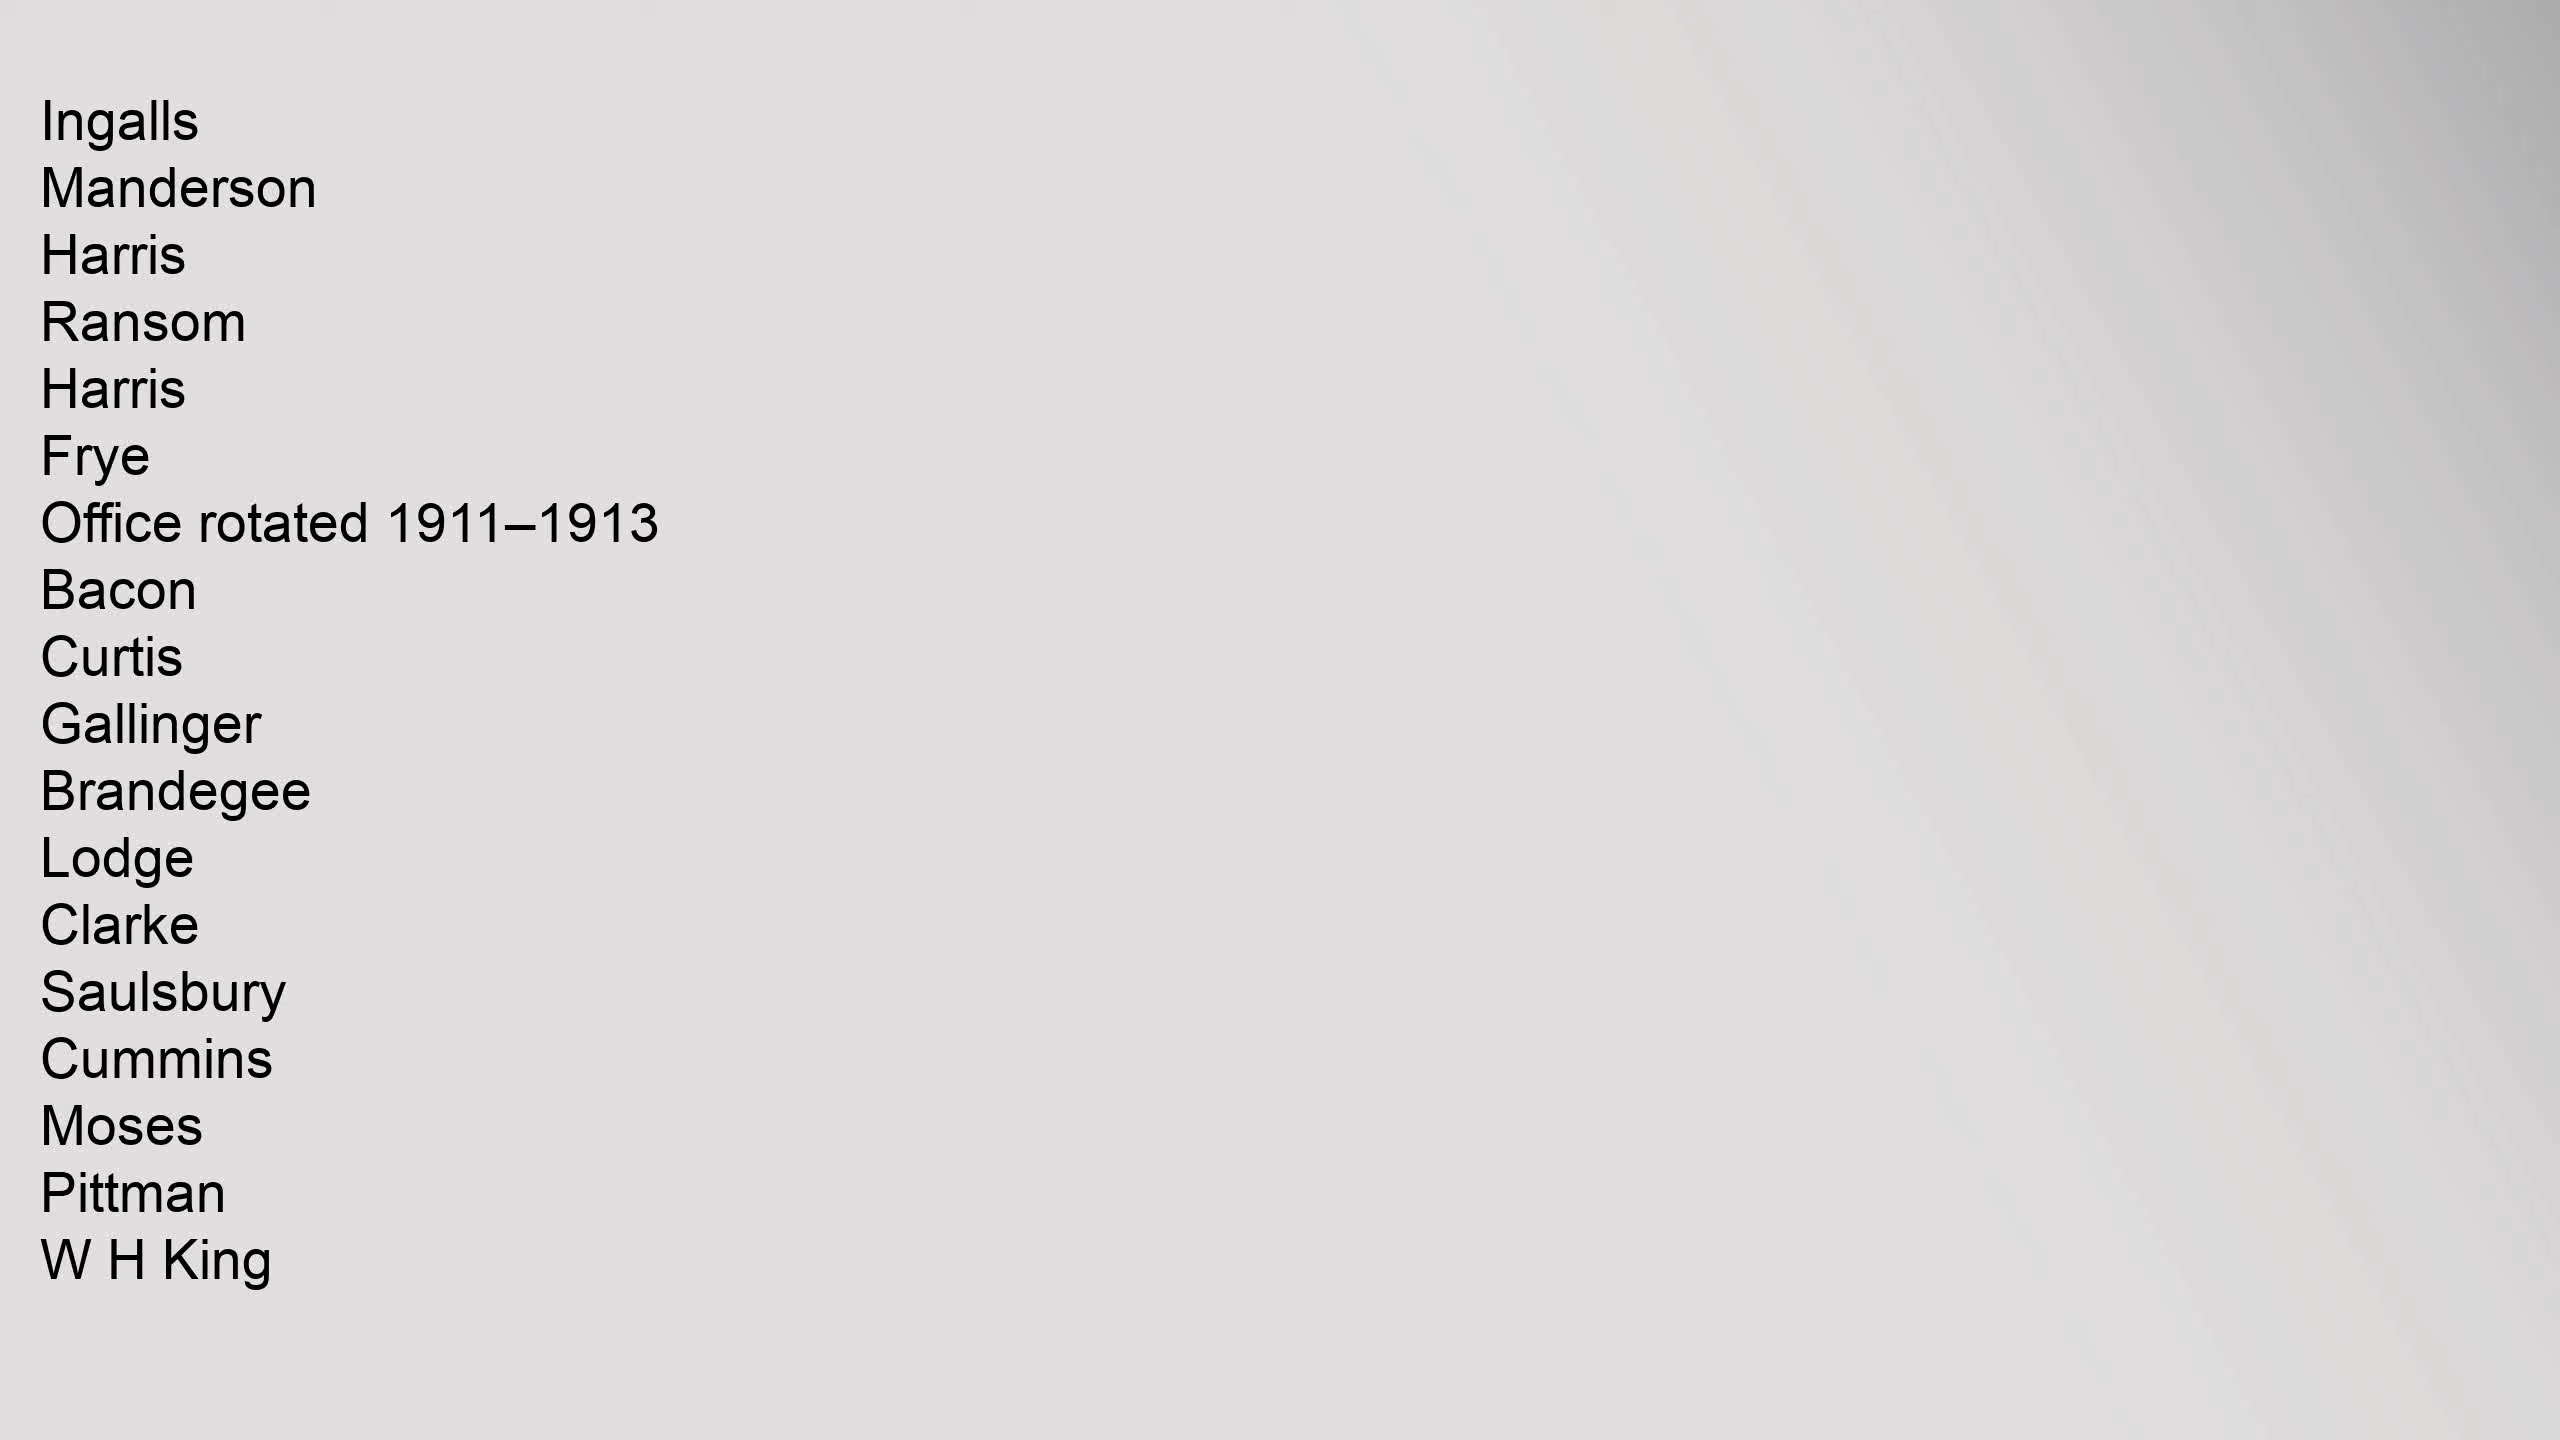 Ingalls
Manderson
Harris
Ransom
Harris
Frye
Office rotated 1911–1913
Bacon
Curtis
Gallinger
Brandegee
Lodge
Clarke
Saulsbury
Cummins
Moses
Pittman
W H King